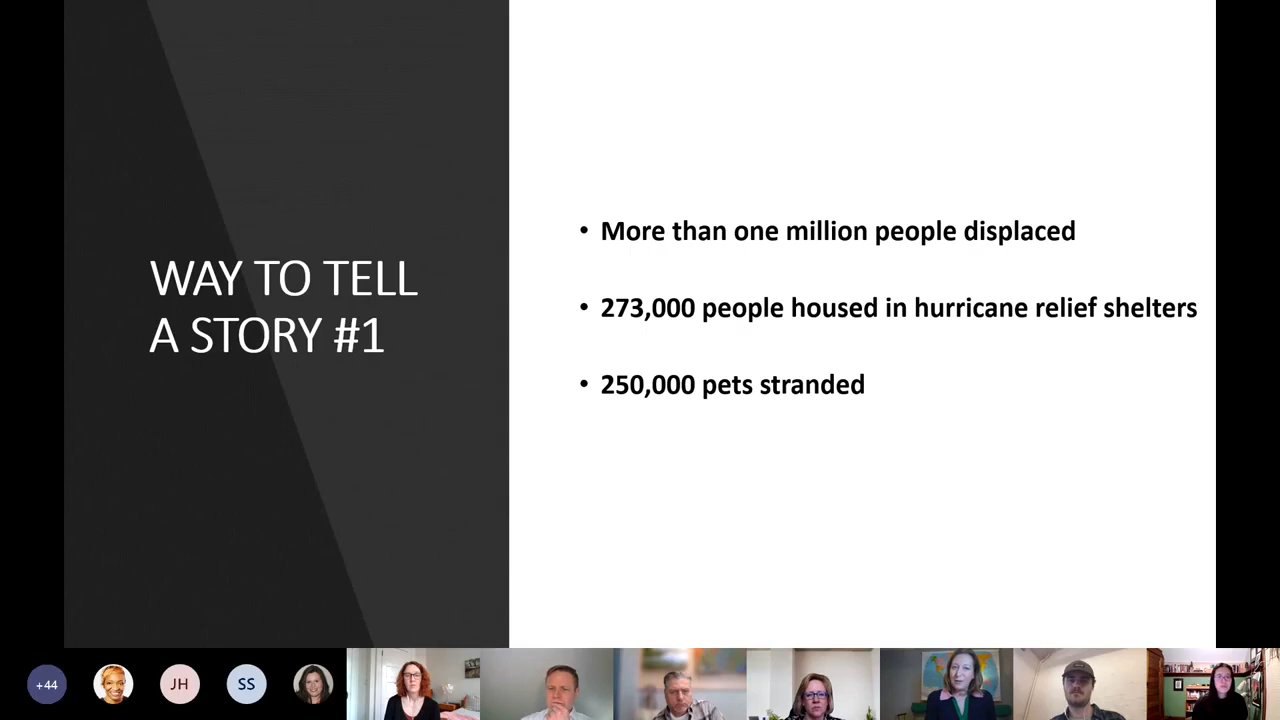 WAY TO TELL
A STORY #1
• More than one million people displaced
• 273,000 people housed in hurricane relief shelters
• 250,000 pets stranded
+44
JH
SS